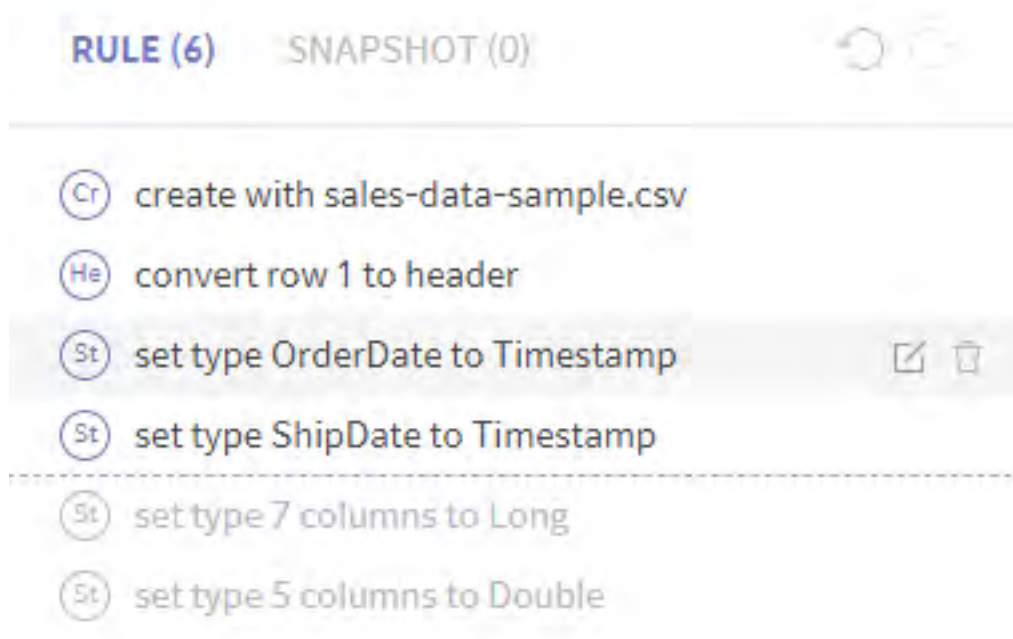 RULE (6) SNAPSHOT (0)
Cr create with sales-data-sample.csv
He convert row 1 to header
St set type OrderDate to Timestamp
St set type ShipDate to Timestamp
St set type 7 columns to Long
St set type 5 columns to Double